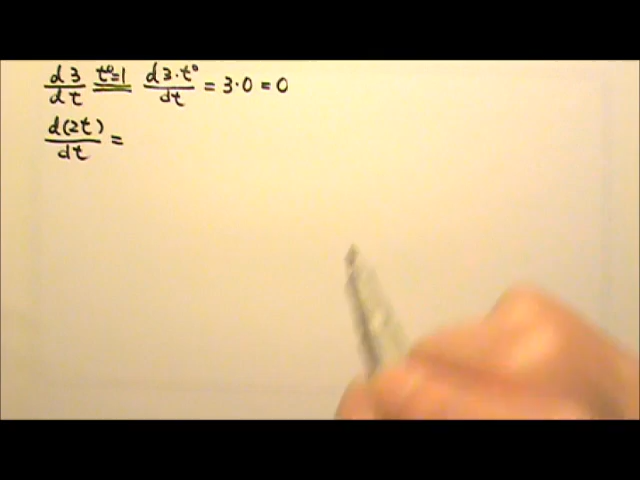 d3/dt t⁰=1 d3·t⁰/dt = 3·0 = 0
d(2t)/dt =